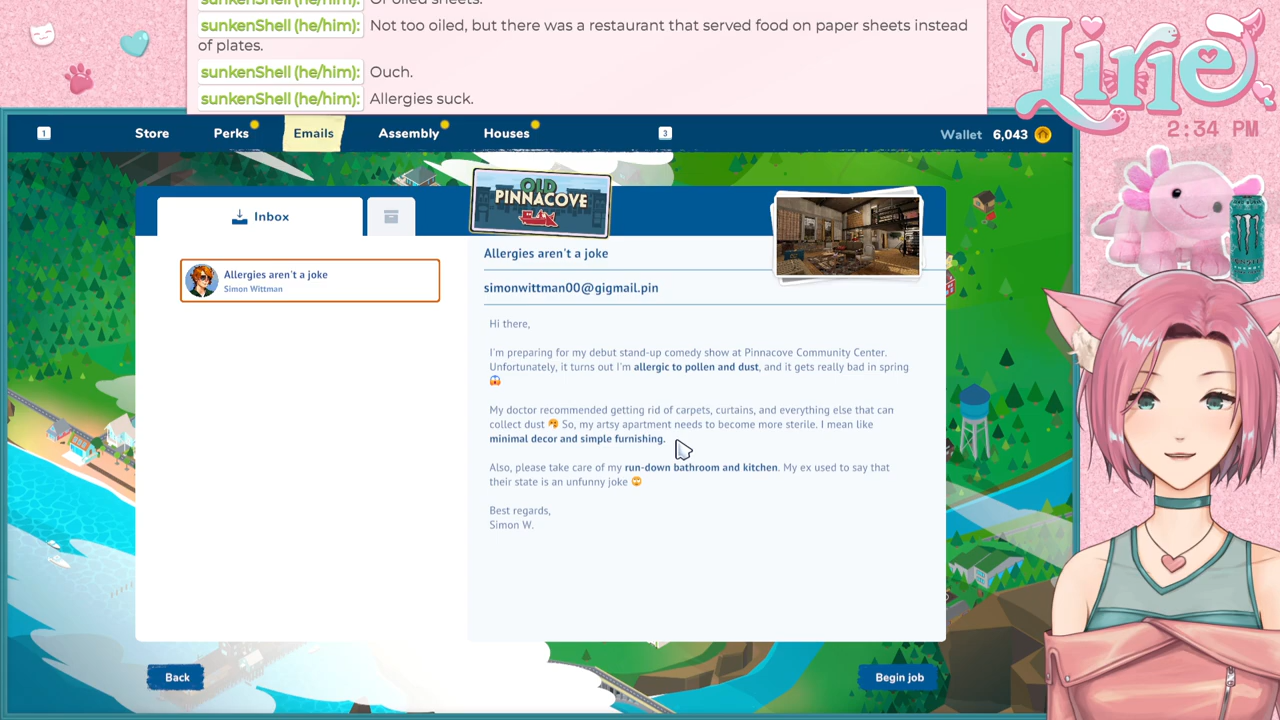 sunkenShell (he/him): Or oiled sheets.
sunkenShell (he/him): Not too oiled, but there was a restaurant that served food on paper sheets instead
of plates.
sunkenShell (he/him): Ouch.
sunkenShell (he/him): Allergies suck.
Lirie
2:34 PM
1
Store
Perks
Emails
Assembly
Houses
3
Wallet 6,043
Inbox
OLD
PINNACOVE
Allergies aren't a joke
Simon Wittman
Allergies aren't a joke
simonwittman00@gigmail.pin
Hi there,
I'm preparing for my debut stand-up comedy show at Pinnacove Community Center.
Unfortunately, it turns out I'm allergic to pollen and dust, and it gets really bad in spring
😱
My doctor recommended getting rid of carpets, curtains, and everything else that can
collect dust 🤧 So, my artsy apartment needs to become more sterile. I mean like
minimal decor and simple furnishing.
Also, please take care of my run-down bathroom and kitchen. My ex used to say that
their state is an unfunny joke 🙄
Best regards,
Simon W.
Back
Begin job